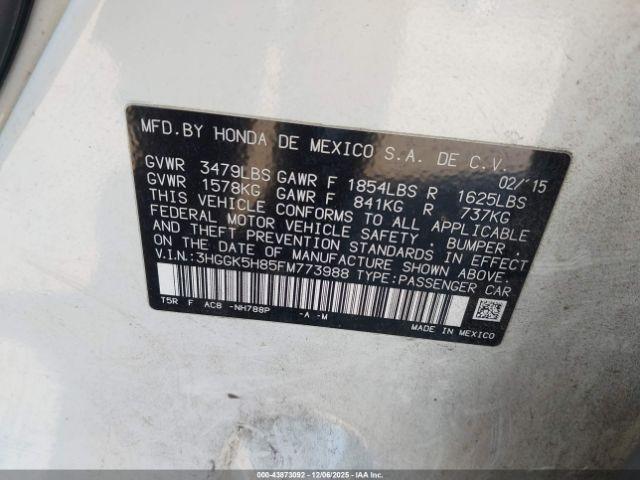 MFD.BY HONDA DE MEXICO S.A. DE C.V.
02/'15
GVWR 3479LBS GAWR F 1854LBS R 1625LBS
GVWR 1578KG GAWR F 841KG R 737KG
THIS VEHICLE CONFORMS TO ALL APPLICABLE
FEDERAL MOTOR VEHICLE SAFETY, BUMPER,
AND THEFT PREVENTION STANDARDS IN EFFECT
ON THE DATE OF MANUFACTURE SHOWN ABOVE.
V.I.N.:3HGGK5H85FM773988 TYPE:PASSENGER CAR
T5R F AC8 -NH788P -A -M
MADE IN MEXICO
000-43873092 | 12/06/2025 | Copart